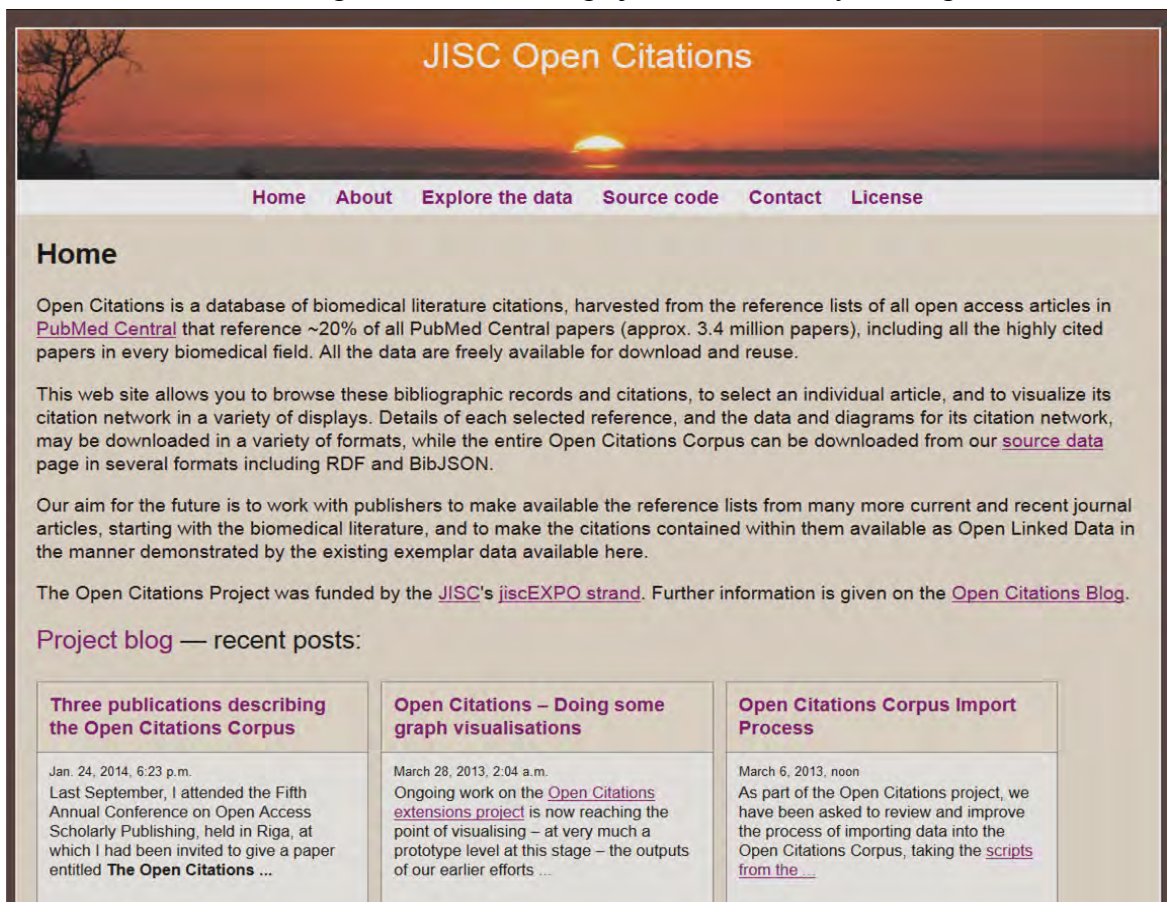 JISC Open Citations
Home About Explore the data Source code Contact License
Home
Open Citations is a database of biomedical literature citations, harvested from the reference lists of all open access articles in
PubMed Central that reference ~20% of all PubMed Central papers (approx. 3.4 million papers), including all the highly cited
papers in every biomedical field. All the data are freely available for download and reuse.
This web site allows you to browse these bibliographic records and citations, to select an individual article, and to visualize its
citation network in a variety of displays. Details of each selected reference, and the data and diagrams for its citation network,
may be downloaded in a variety of formats, while the entire Open Citations Corpus can be downloaded from our source data
page in several formats including RDF and BibJSON.
Our aim for the future is to work with publishers to make available the reference lists from many more current and recent journal
articles, starting with the biomedical literature, and to make the citations contained within them available as Open Linked Data in
the manner demonstrated by the existing exemplar data available here.
The Open Citations Project was funded by the JISC's jiscEXPO strand. Further information is given on the Open Citations Blog.
Project blog — recent posts:
Three publications describing
the Open Citations Corpus
Jan. 24, 2014, 6:23 p.m.
Last September, I attended the Fifth
Annual Conference on Open Access
Scholarly Publishing, held in Riga, at
which I had been invited to give a paper
entitled The Open Citations ...
Open Citations – Doing some
graph visualisations
March 28, 2013, 2:04 a.m.
Ongoing work on the Open Citations
extensions project is now reaching the
point of visualising – at very much a
prototype level at this stage – the outputs
of our earlier efforts ...
Open Citations Corpus Import
Process
March 6, 2013, noon
As part of the Open Citations project, we
have been asked to review and improve
the process of importing data into the
Open Citations Corpus, taking the scripts
from the ...